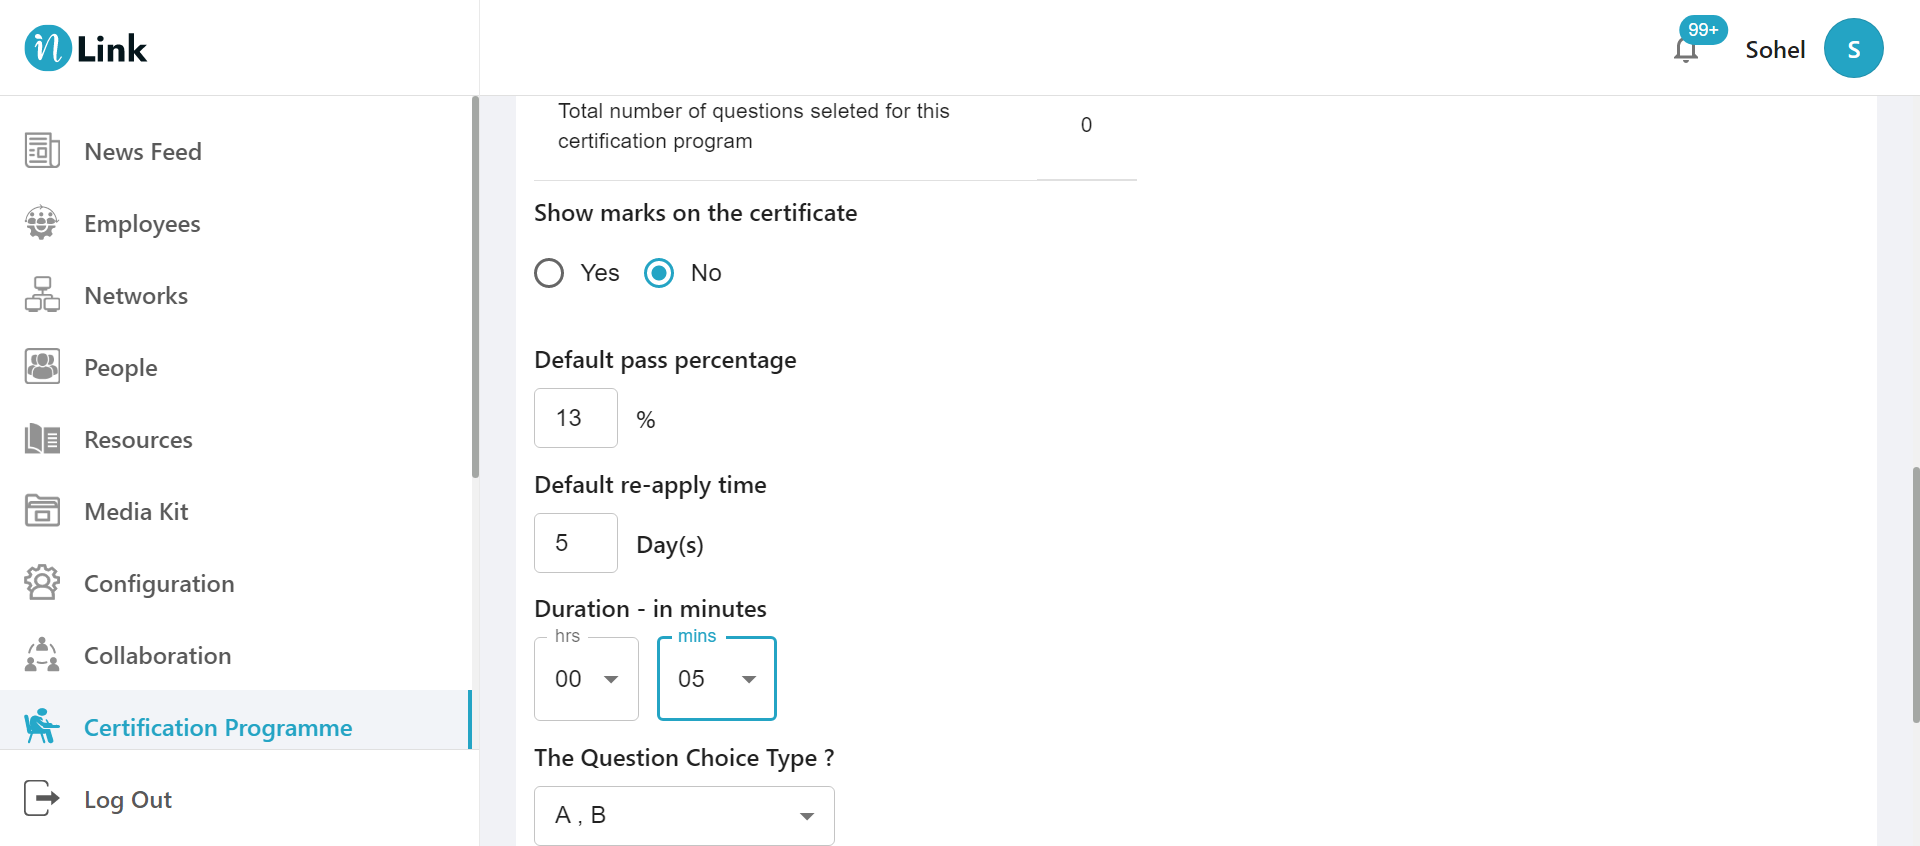 n Link
99+
Sohel
S
News Feed
Employees
Networks
People
Resources
Media Kit
Configuration
Collaboration
Certification Programme
Log Out
Total number of questions seleted for this
certification program
0
Show marks on the certificate
Yes
No
Default pass percentage
13 %
Default re-apply time
5 Day(s)
Duration - in minutes
hrs
mins
00
05
The Question Choice Type ?
A , B